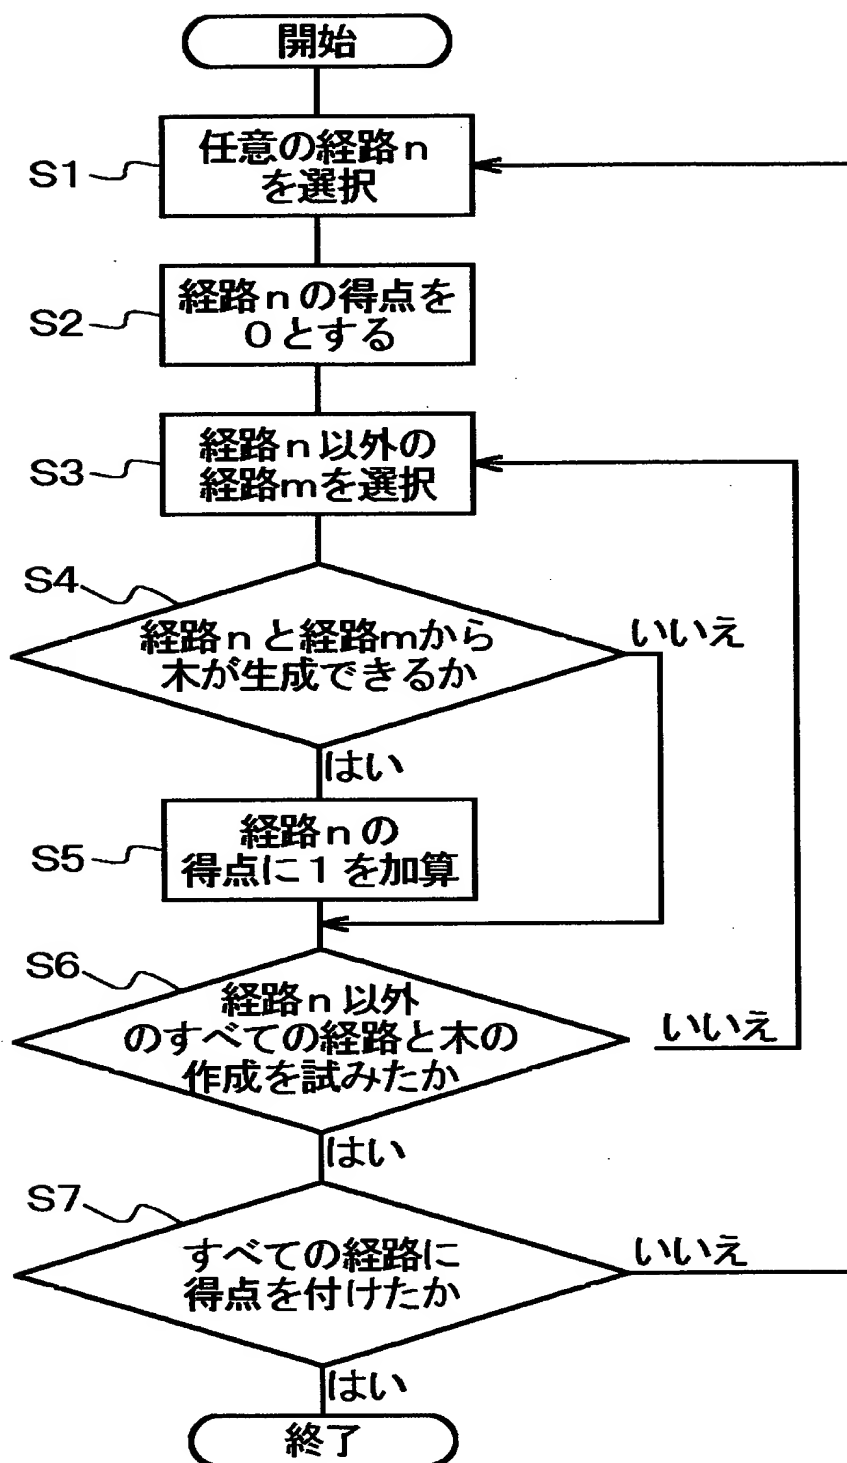 開始
S1
任意の経路n
を選択
S2
経路nの得点を
0とする
S3
経路n以外の
経路mを選択
S4
経路nと経路mから
木が生成できるか
いいえ
はい
S5
経路nの
得点に1を加算
S6
経路n以外
のすべての経路と木の
作成を試みたか
いいえ
はい
S7
すべての経路に
得点を付けたか
いいえ
はい
終了